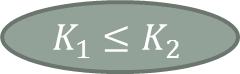 K₁ ≤ K₂